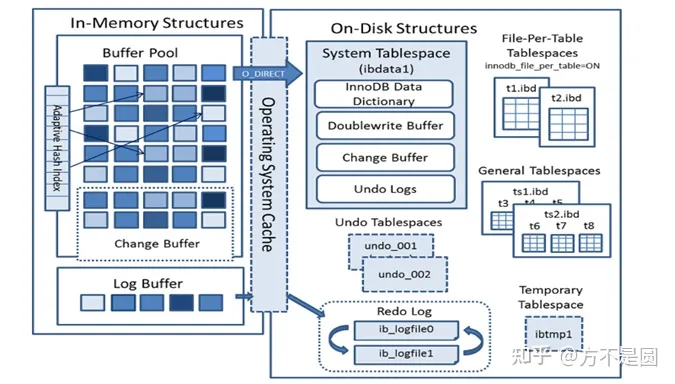 In-Memory Structures
Buffer Pool
Adaptive Hash Index
Change Buffer
Log Buffer
O_DIRECT
Operating System Cache
On-Disk Structures
System Tablespace
(ibdata1)
InnoDB Data
Dictionary
Doublewrite Buffer
Change Buffer
Undo Logs
Undo Tablespaces
undo_001
undo_002
Redo Log
ib_logfile0
ib_logfile1
File-Per-Table
Tablespaces
innodb_file_per_table=ON
t1.ibd
t2.ibd
General Tablespaces
ts1.ibd
t3 t4 t5
ts2.ibd
t6 t7 t8
Temporary
Tablespace
ibtmp1
知乎 @方不是圆